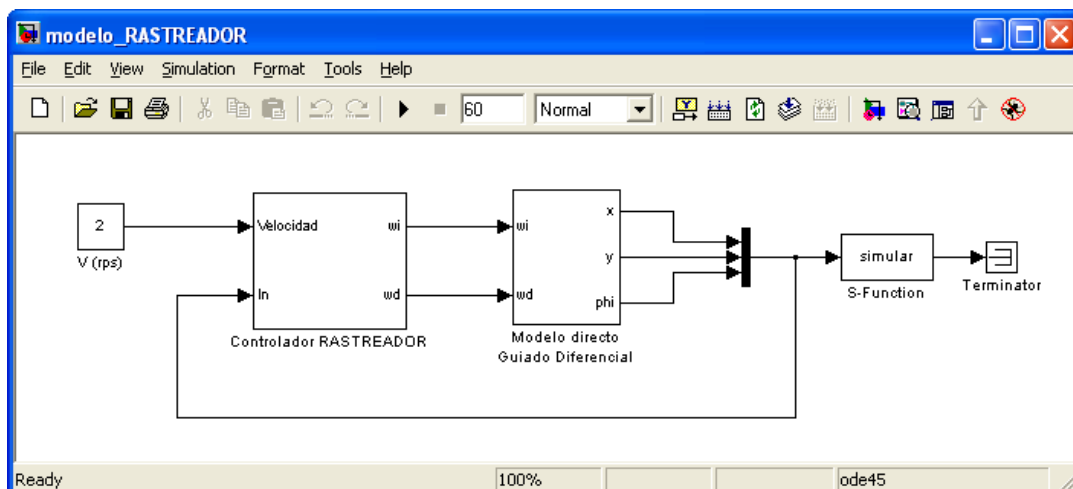 modelo_RASTREADOR
File Edit View Simulation Format Tools Help
60 Normal
2
V (rps)
Velocidad wi
In wd
Controlador RASTREADOR
wi x
y
wd phi
Modelo directo
Guiado Diferencial
simular
S-Function
Terminator
Ready 100% ode45